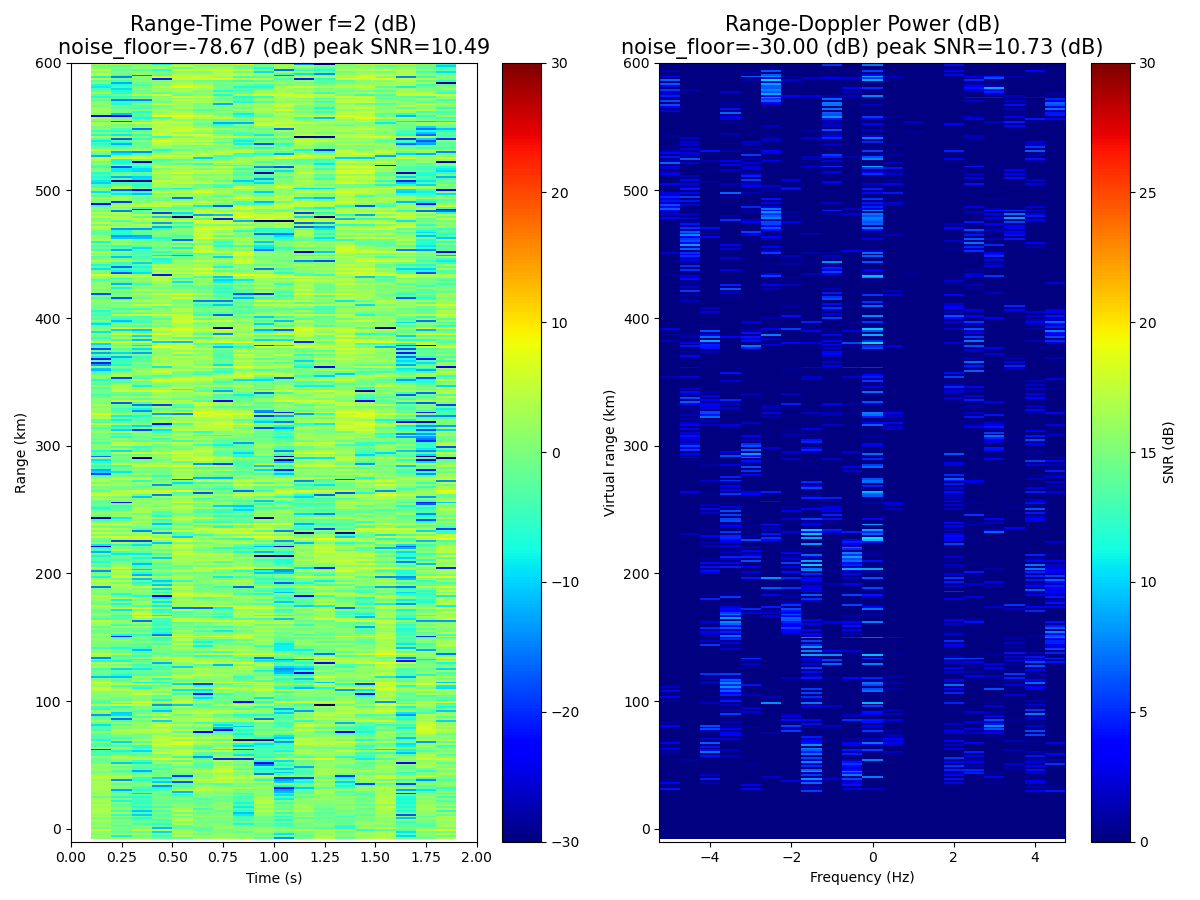 Range-Time Power f=2 (dB)
noise_floor=-78.67 (dB) peak SNR=10.49
600
500
400
300
200
100
0
Range (km)
0.00 0.25 0.50 0.75 1.00 1.25 1.50 1.75 2.00
Time (s)
30
20
10
0
−10
−20
−30
Range-Doppler Power (dB)
noise_floor=-30.00 (dB) peak SNR=10.73 (dB)
600
500
400
300
200
100
0
Virtual range (km)
−4 −2 0 2 4
Frequency (Hz)
30
25
20
15
10
5
0
SNR (dB)